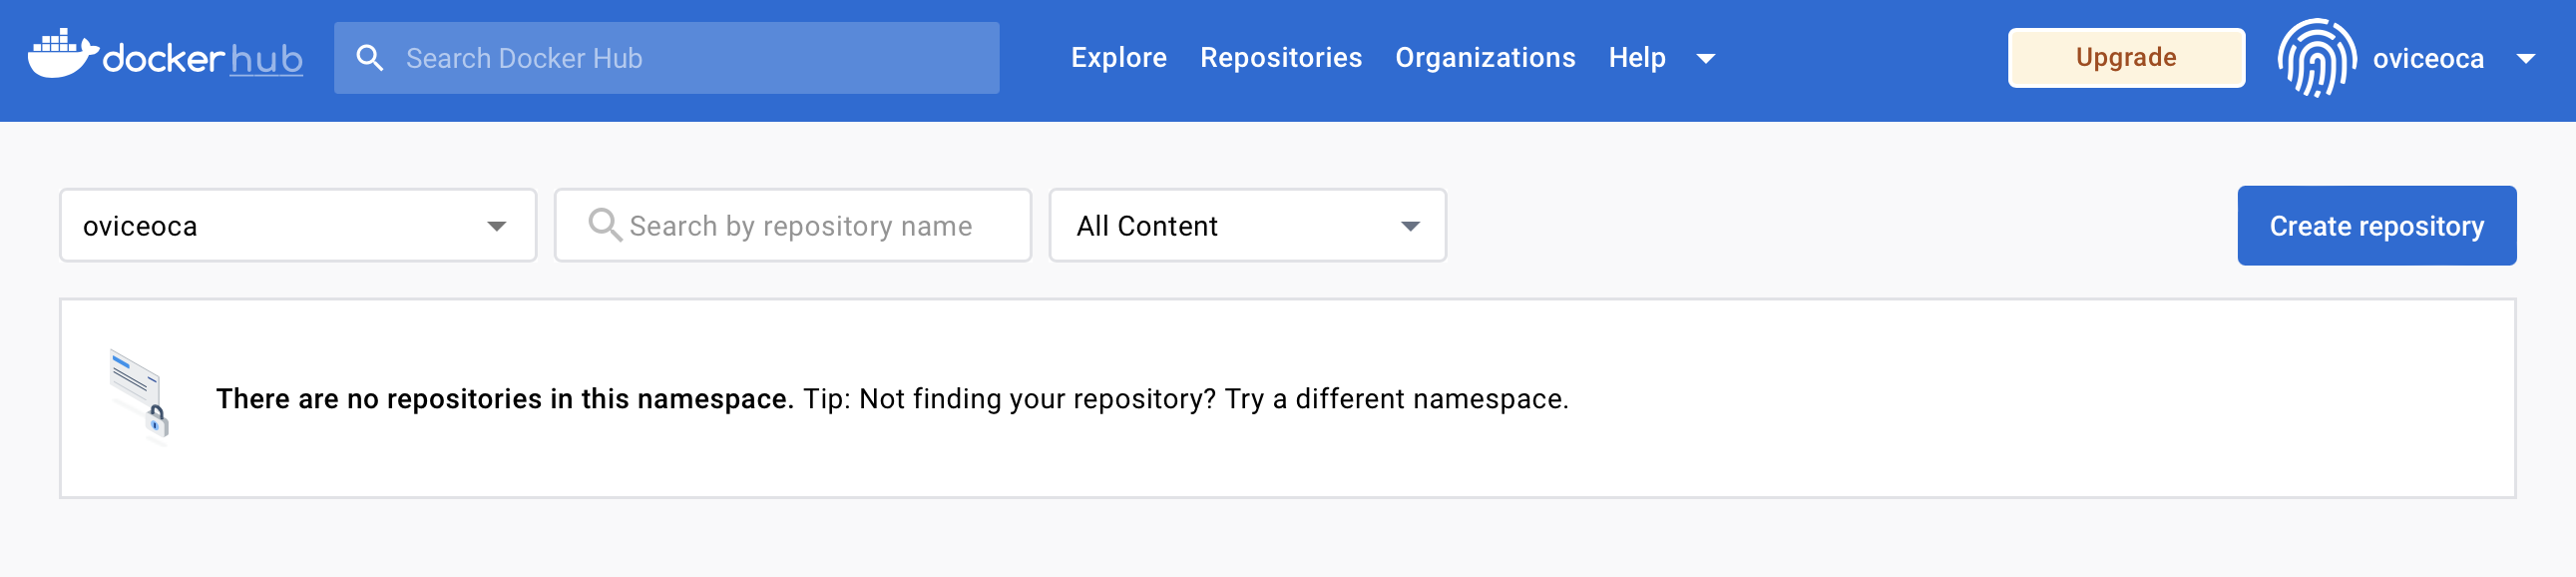 docker hub Search Docker Hub Explore Repositories Organizations Help Upgrade oviceoca
oviceoca Search by repository name All Content Create repository
There are no repositories in this namespace. Tip: Not finding your repository? Try a different namespace.